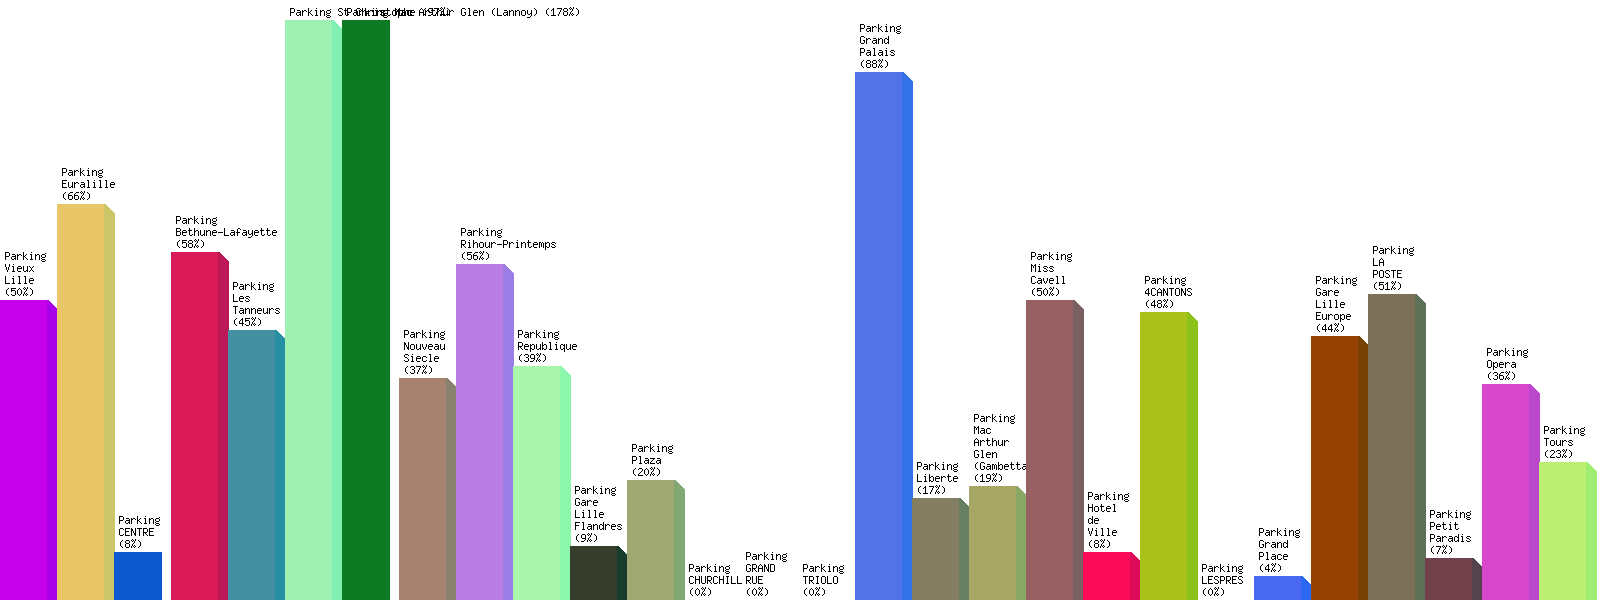 Parking
Vieux
Lille
(50%)
Parking
Euralille
(66%)
Parking
CENTRE
(8%)
Parking
Bethune-Lafayette
(58%)
Parking
Les
Tanneurs
(45%)
Parking Glen (Lannoy) (178%)
Parking
Nouveau
Siecle
(37%)
Parking
Rihour-Printemps
(56%)
Parking
Republique
(39%)
Parking
Gare
Lille
Flandres
(9%)
Parking
Plaza
(20%)
Parking
CHURCHILL
(0%)
Parking
GRAND
RUE
(0%)
Parking
TRIOLO
(0%)
Parking
Grand
Palais
(88%)
Parking
Liberte
(17%)
Parking
Mac
Arthur
Glen
(Gambetta
(19%)
Parking
Miss
Cavell
(50%)
Parking
Hotel
de
Ville
(8%)
Parking
4CANTONS
(48%)
Parking
LESPRES
(0%)
Parking
Grand
Place
(4%)
Parking
Gare
Lille
Europe
(44%)
Parking
LA
POSTE
(51%)
Parking
Petit
Paradis
(7%)
Parking
Opera
(36%)
Parking
Tours
(23%)